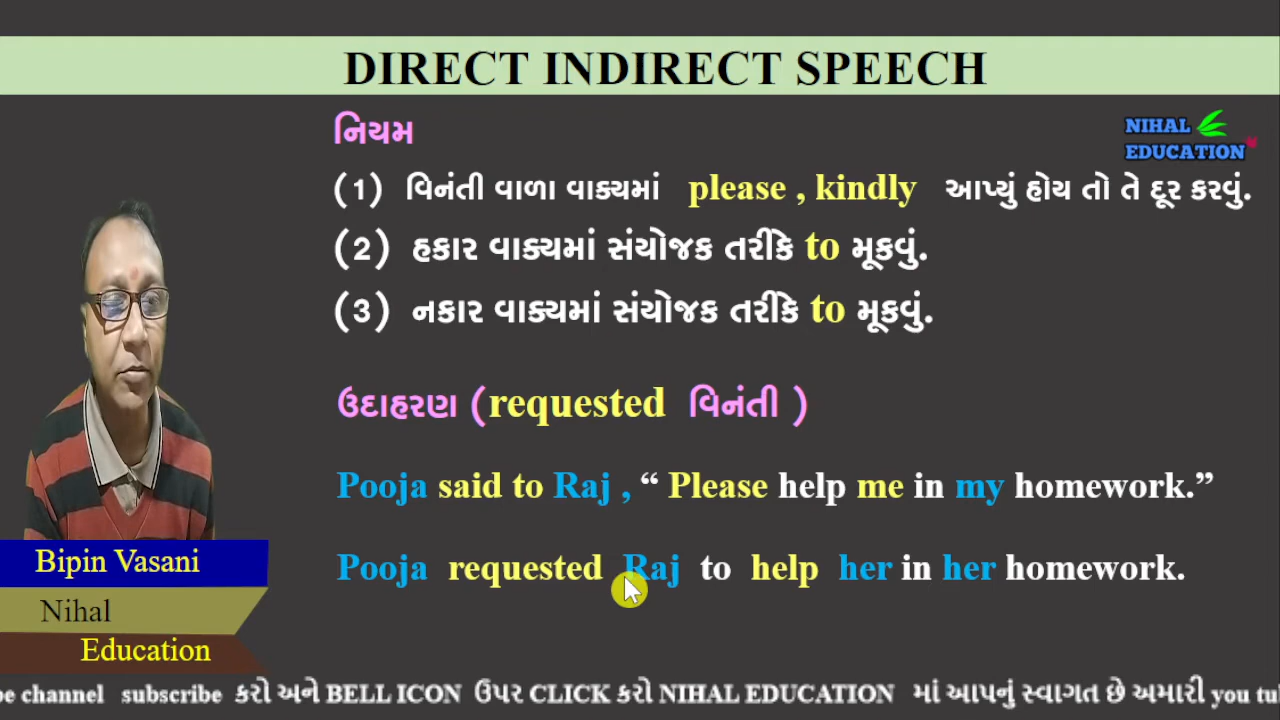 DIRECT INDIRECT SPEECH
નિયમ
NIHAL
EDUCATION
(1) વિનંતી વાળા વાક્યમાં please , kindly આપ્યું હોય તો તે દૂર કરવું.
(2) હકાર વાક્યમાં સંયોજક તરીકે to મૂકવું.
(3) નકાર વાક્યમાં સંયોજક તરીકે to મૂકવું.
ઉદાહરણ (requested વિનંતી )
Pooja said to Raj , “ Please help me in my homework.”
Pooja requested Raj to help her in her homework.
Bipin Vasani
Nihal
Education
be channel subscribe કરો અને BELL ICON ઉપર CLICK કરો NIHAL EDUCATION માં આપનું સ્વાગત છે અમારી you tu